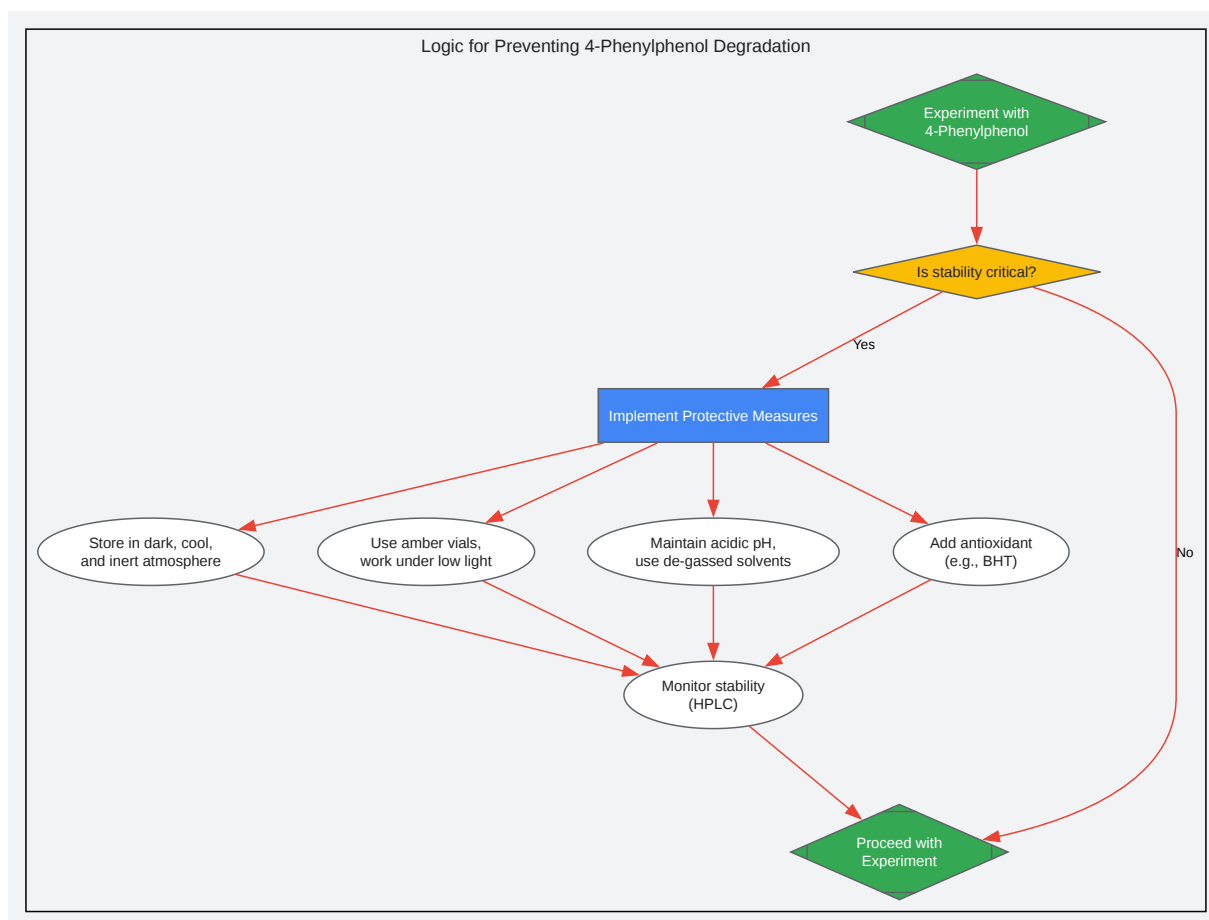 Logic for Preventing 4-Phenylphenol Degradation
Experiment with
4-Phenylphenol
Is stability critical?
Yes
Implement Protective Measures
Store in dark, cool,
and inert atmosphere
Use amber vials,
work under low light
Maintain acidic pH,
use de-gassed solvents
Add antioxidant
(e.g., BHT)
No
Monitor stability
(HPLC)
Proceed with
Experiment